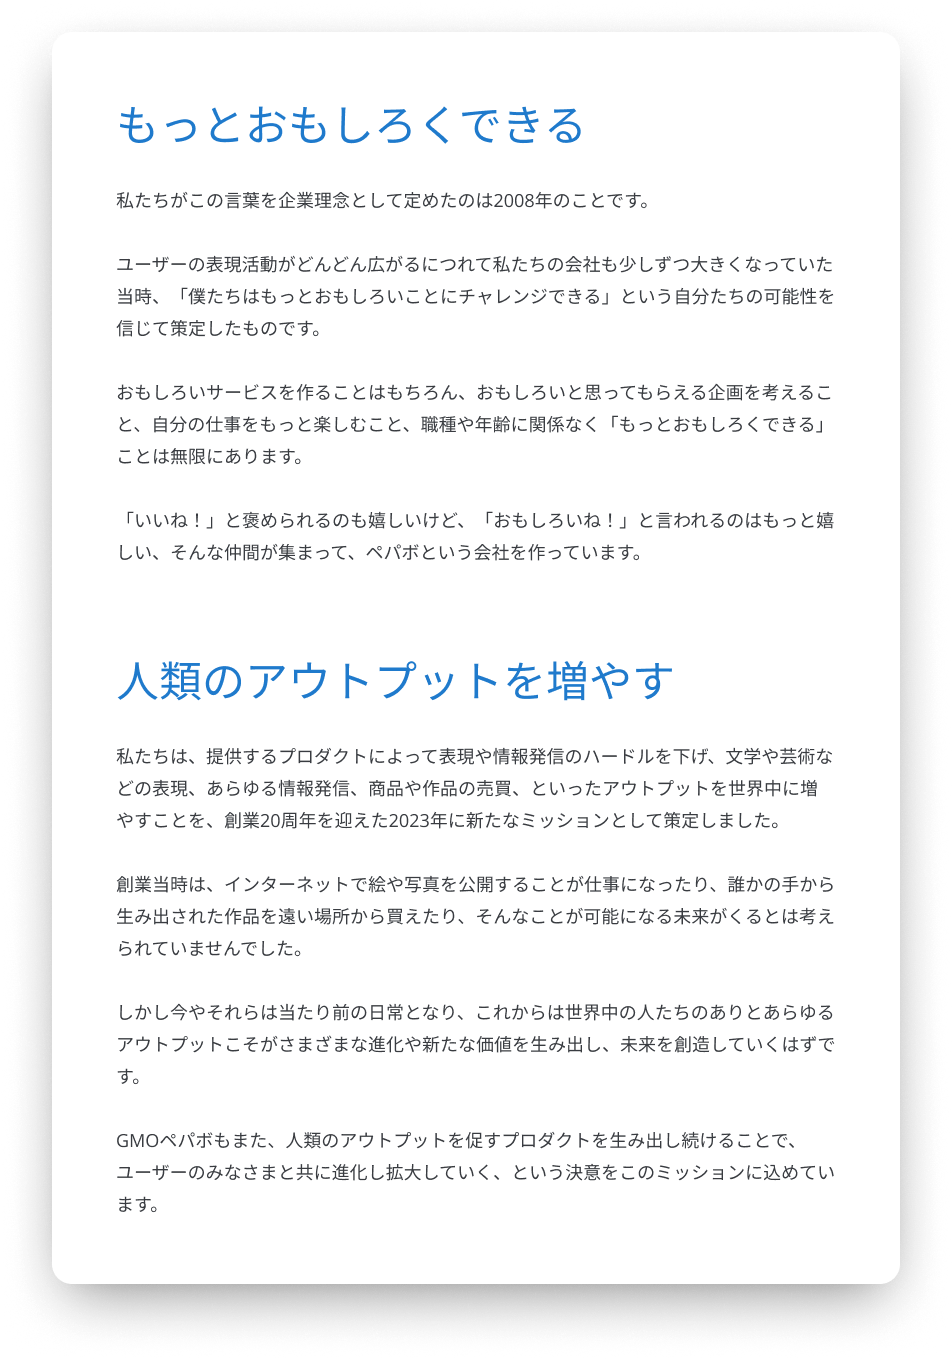 もっとおもしろくできる
私たちがこの言葉を企業理念として定めたのは2008年のことです。
ユーザーの表現活動がどんどん広がるにつれて私たちの会社も少しずつ大きくなっていた
当時、「僕たちはもっとおもしろいことにチャレンジできる」という自分たちの可能性を
信じて策定したものです。
おもしろいサービスを作ることはもちろん、おもしろいと思ってもらえる企画を考えるこ
と、自分の仕事をもっと楽しむこと、職種や年齢に関係なく「もっとおもしろくできる」
ことは無限にあります。
「いいね！」と褒められるのも嬉しいけど、「おもしろいね！」と言われるのはもっと嬉
しい、そんな仲間が集まって、ペパボという会社を作っています。
人類のアウトプットを増やす
私たちは、提供するプロダクトによって表現や情報発信のハードルを下げ、文学や芸術な
どの表現、あらゆる情報発信、商品や作品の売買、といったアウトプットを世界中に増
やすことを、創業20周年を迎えた2023年に新たなミッションとして策定しました。
創業当時は、インターネットで絵や写真を公開することが仕事になったり、誰かの手から
生み出された作品を遠い場所から買えたり、そんなことが可能になる未来がくるとは考え
られていませんでした。
しかし今やそれらは当たり前の日常となり、これからは世界中の人たちのありとあらゆる
アウトプットこそがさまざまな進化や新たな価値を生み出し、未来を創造していくはずで
す。
GMOペパボもまた、人類のアウトプットを促すプロダクトを生み出し続けることで、
ユーザーのみなさまと共に進化し拡大していく、という決意をこのミッションに込めてい
ます。